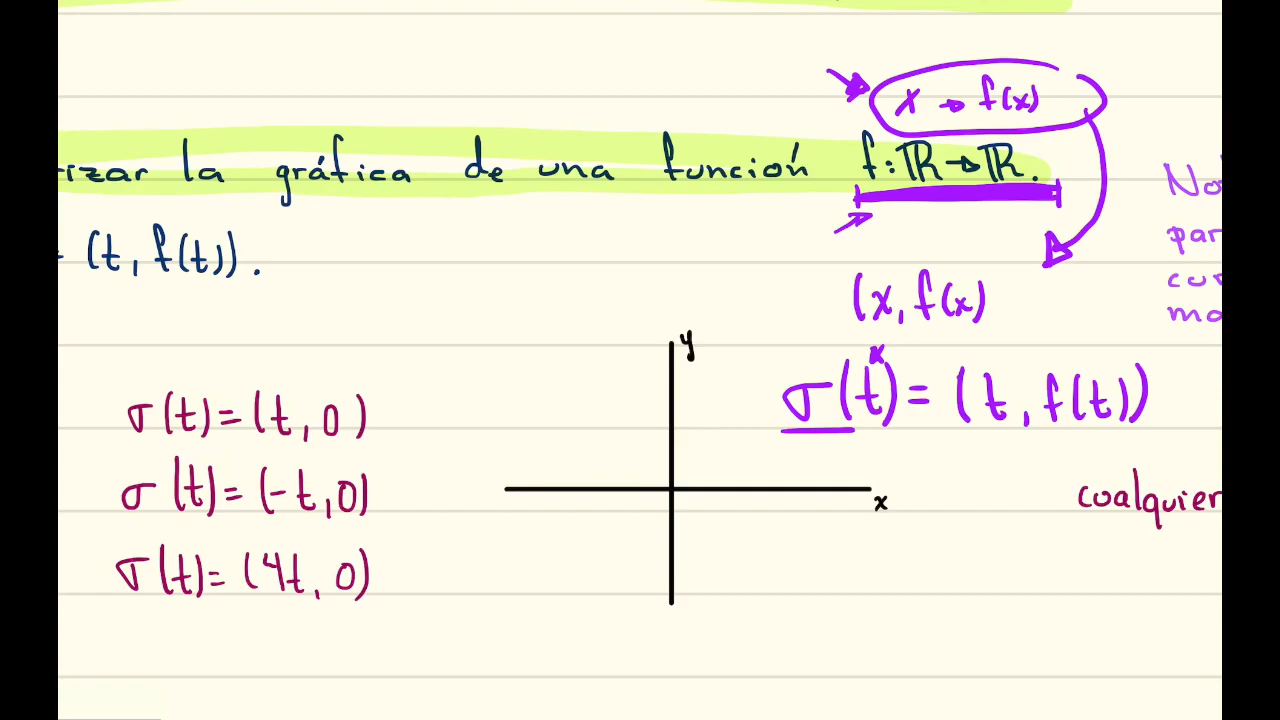 x → f(x)
rizar la gráfica de una función f: ℝ → ℝ.
(t, f(t)).
(x, f(x)
y
x
σ(t) = (t, f(t))
σ(t) = (t, 0)
σ(t) = (-t, 0)
σ(t) = (4t, 0)
x
cualquier